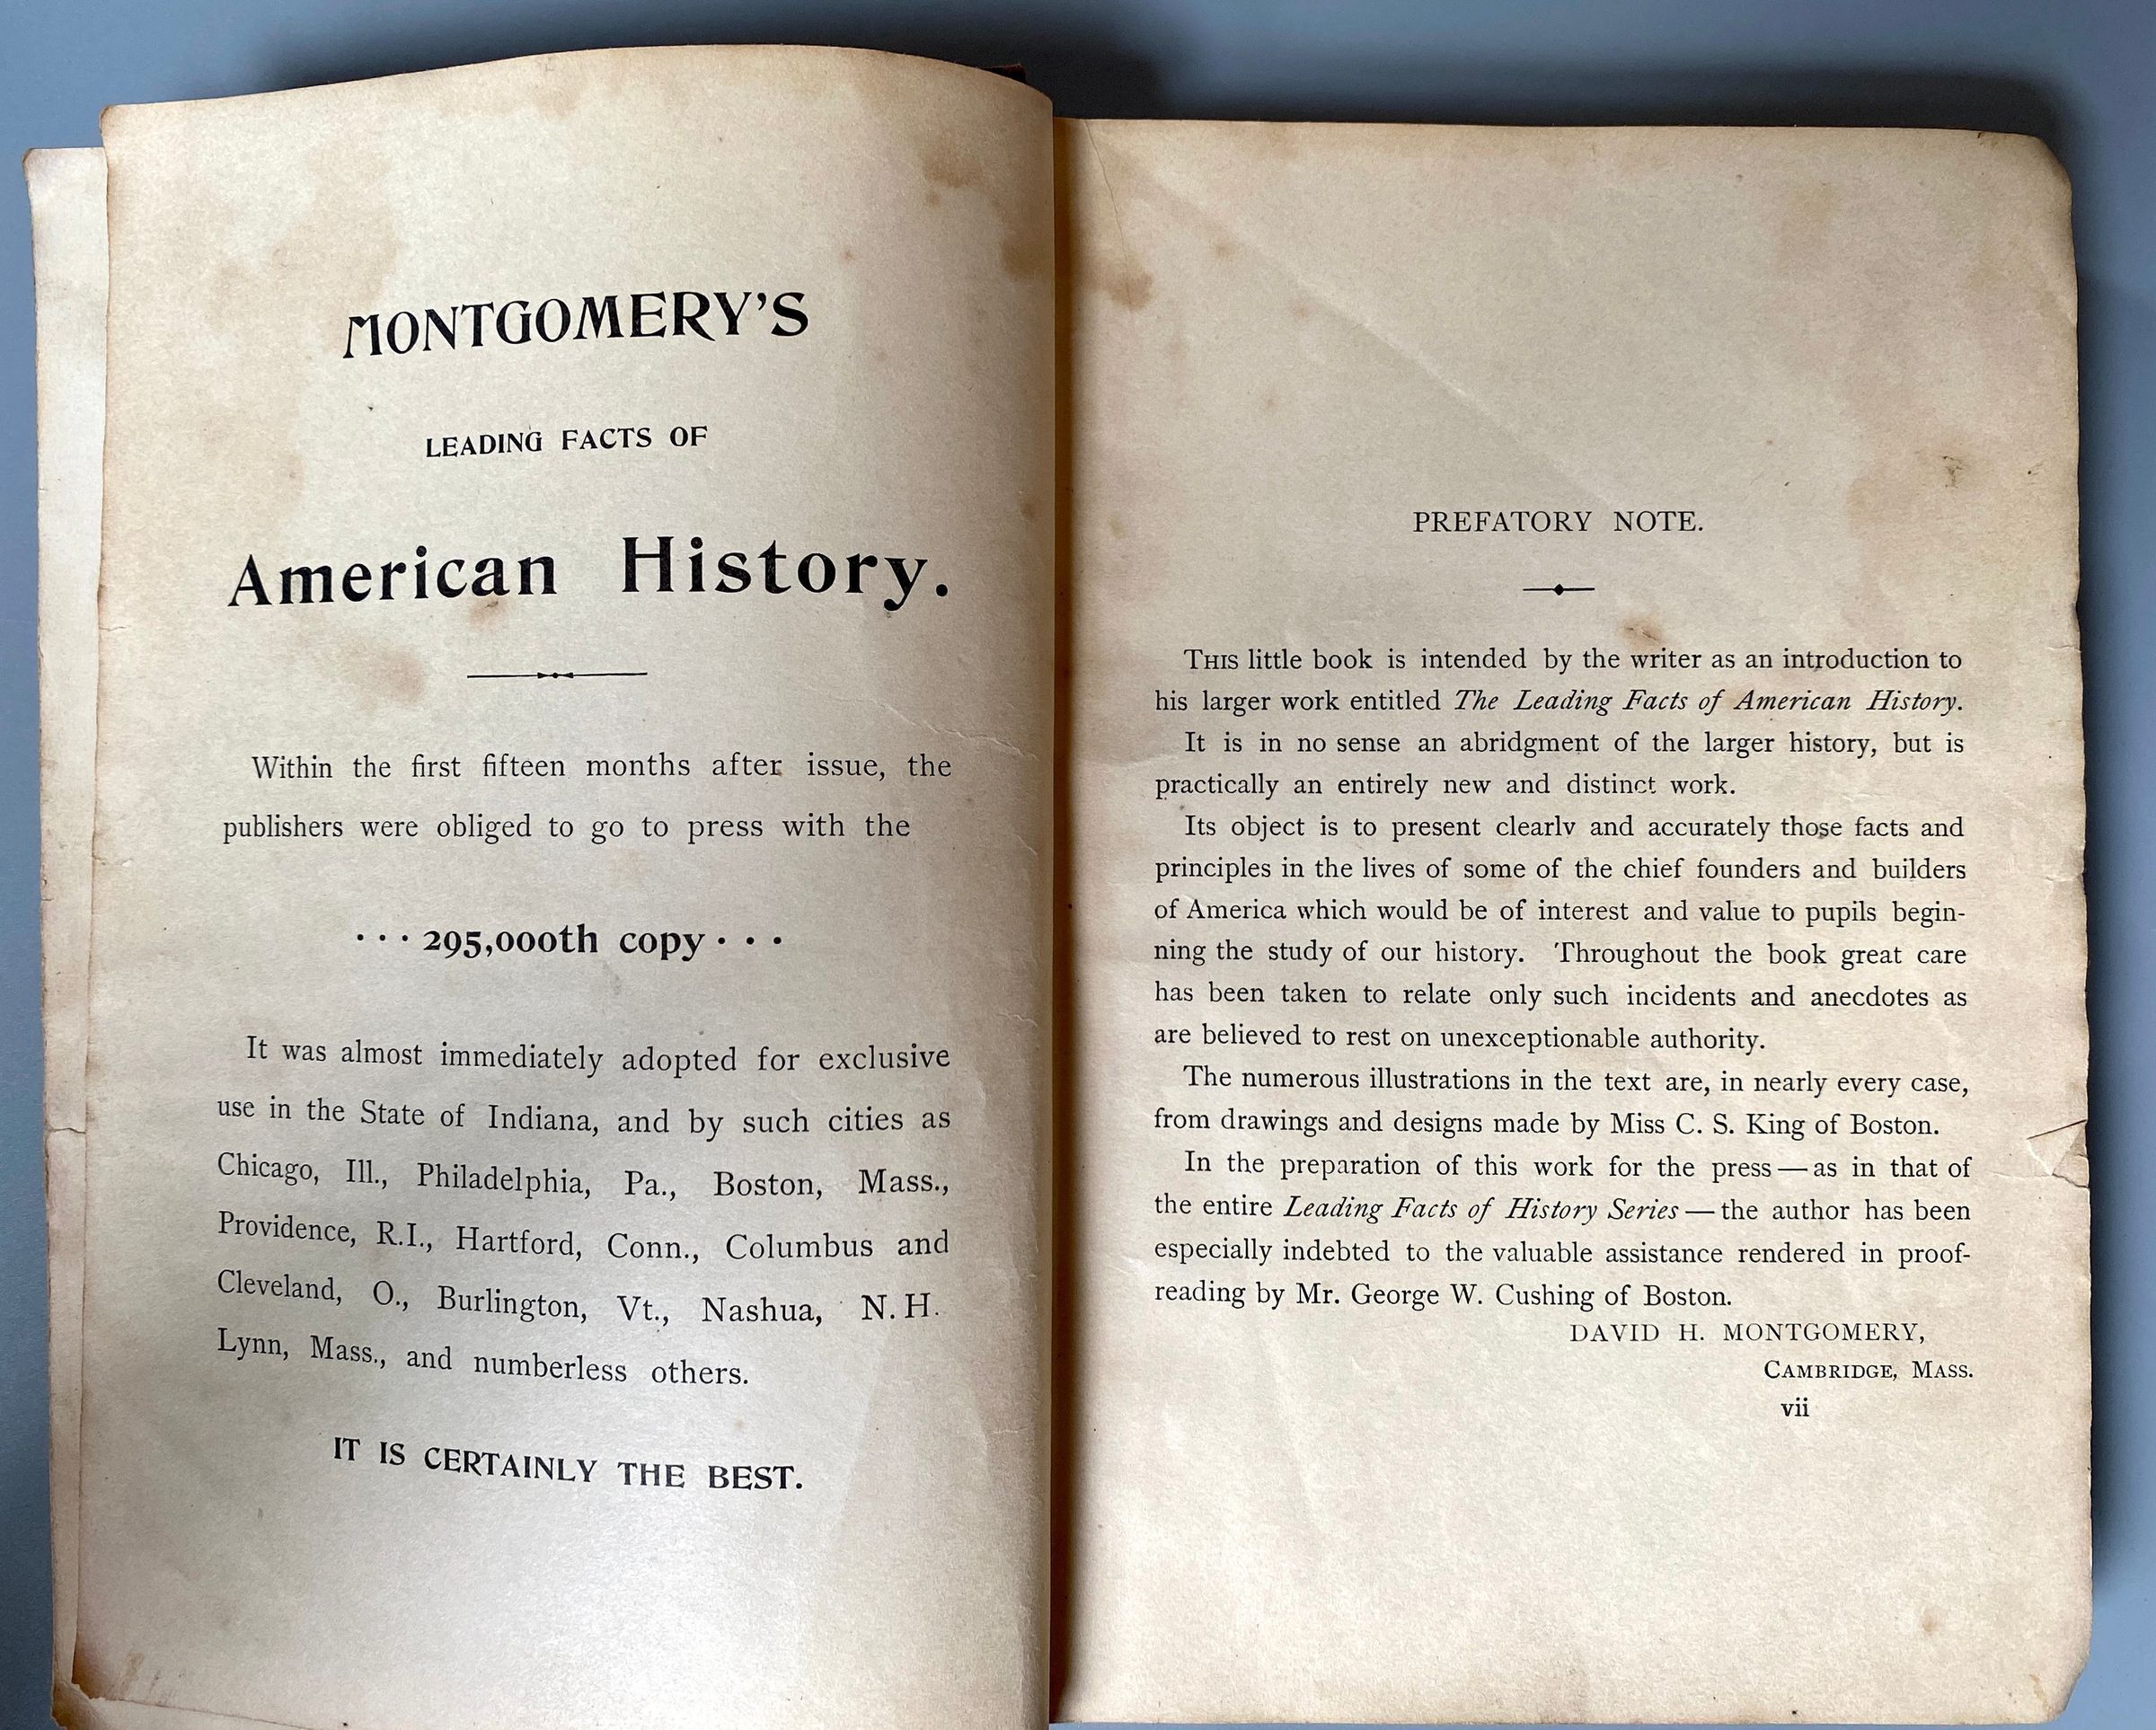 MONTGOMERY'S
LEADING FACTS OF
American History.
Within the first fifteen months after issue, the
publishers were obliged to go to press with the
· · · 295,000th copy · · ·
It was almost immediately adopted for exclusive
use in the State of Indiana, and by such cities as
Chicago, Ill., Philadelphia, Pa., Boston, Mass.,
Providence, R.I., Hartford, Conn., Columbus and
Cleveland, O., Burlington, Vt., Nashua, N. H.
Lynn, Mass., and numberless others.
IT IS CERTAINLY THE BEST.
PREFATORY NOTE.
THIS little book is intended by the writer as an introduction to
his larger work entitled The Leading Facts of American History.
It is in no sense an abridgment of the larger history, but is
practically an entirely new and distinct work.
Its object is to present clearly and accurately those facts and
principles in the lives of some of the chief founders and builders
of America which would be of interest and value to pupils begin-
ning the study of our history. Throughout the book great care
has been taken to relate only such incidents and anecdotes as
are believed to rest on unexceptionable authority.
The numerous illustrations in the text are, in nearly every case,
from drawings and designs made by Miss C. S. King of Boston.
In the preparation of this work for the press — as in that of
the entire Leading Facts of History Series — the author has been
especially indebted to the valuable assistance rendered in proof-
reading by Mr. George W. Cushing of Boston.
DAVID H. MONTGOMERY,
CAMBRIDGE, MASS.
vii